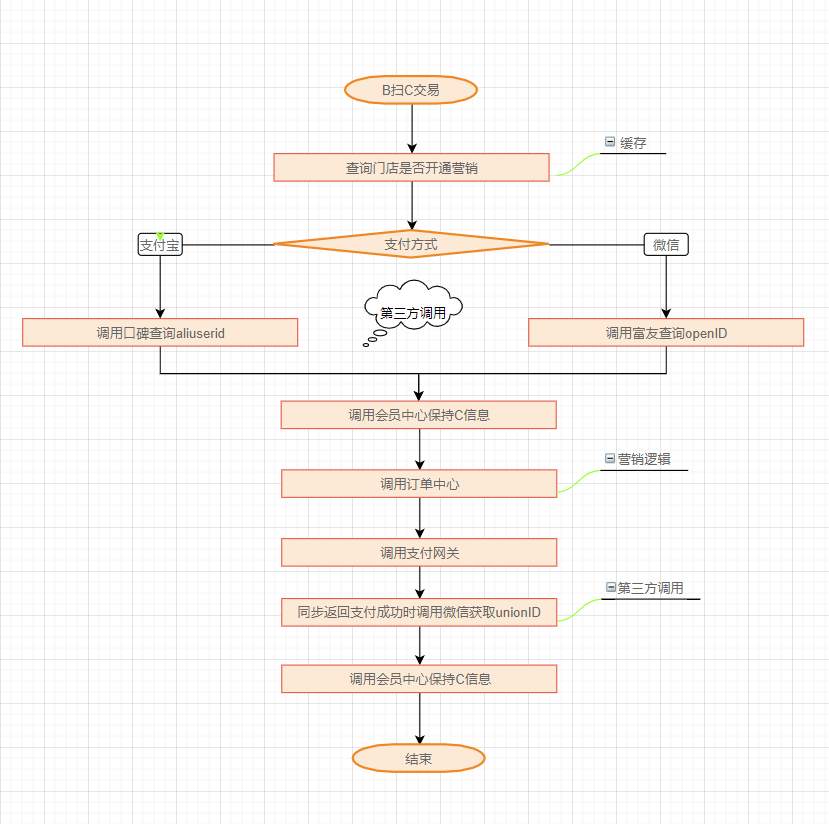 B扫C交易
缓存
查询门店是否开通营销
支付宝
支付方式
微信
第三方调用
调用口碑查询aliuserid
调用富友查询openID
调用会员中心保持C信息
营销逻辑
调用订单中心
调用支付网关
第三方调用
同步返回支付成功时调用微信获取unionID
调用会员中心保持C信息
结束